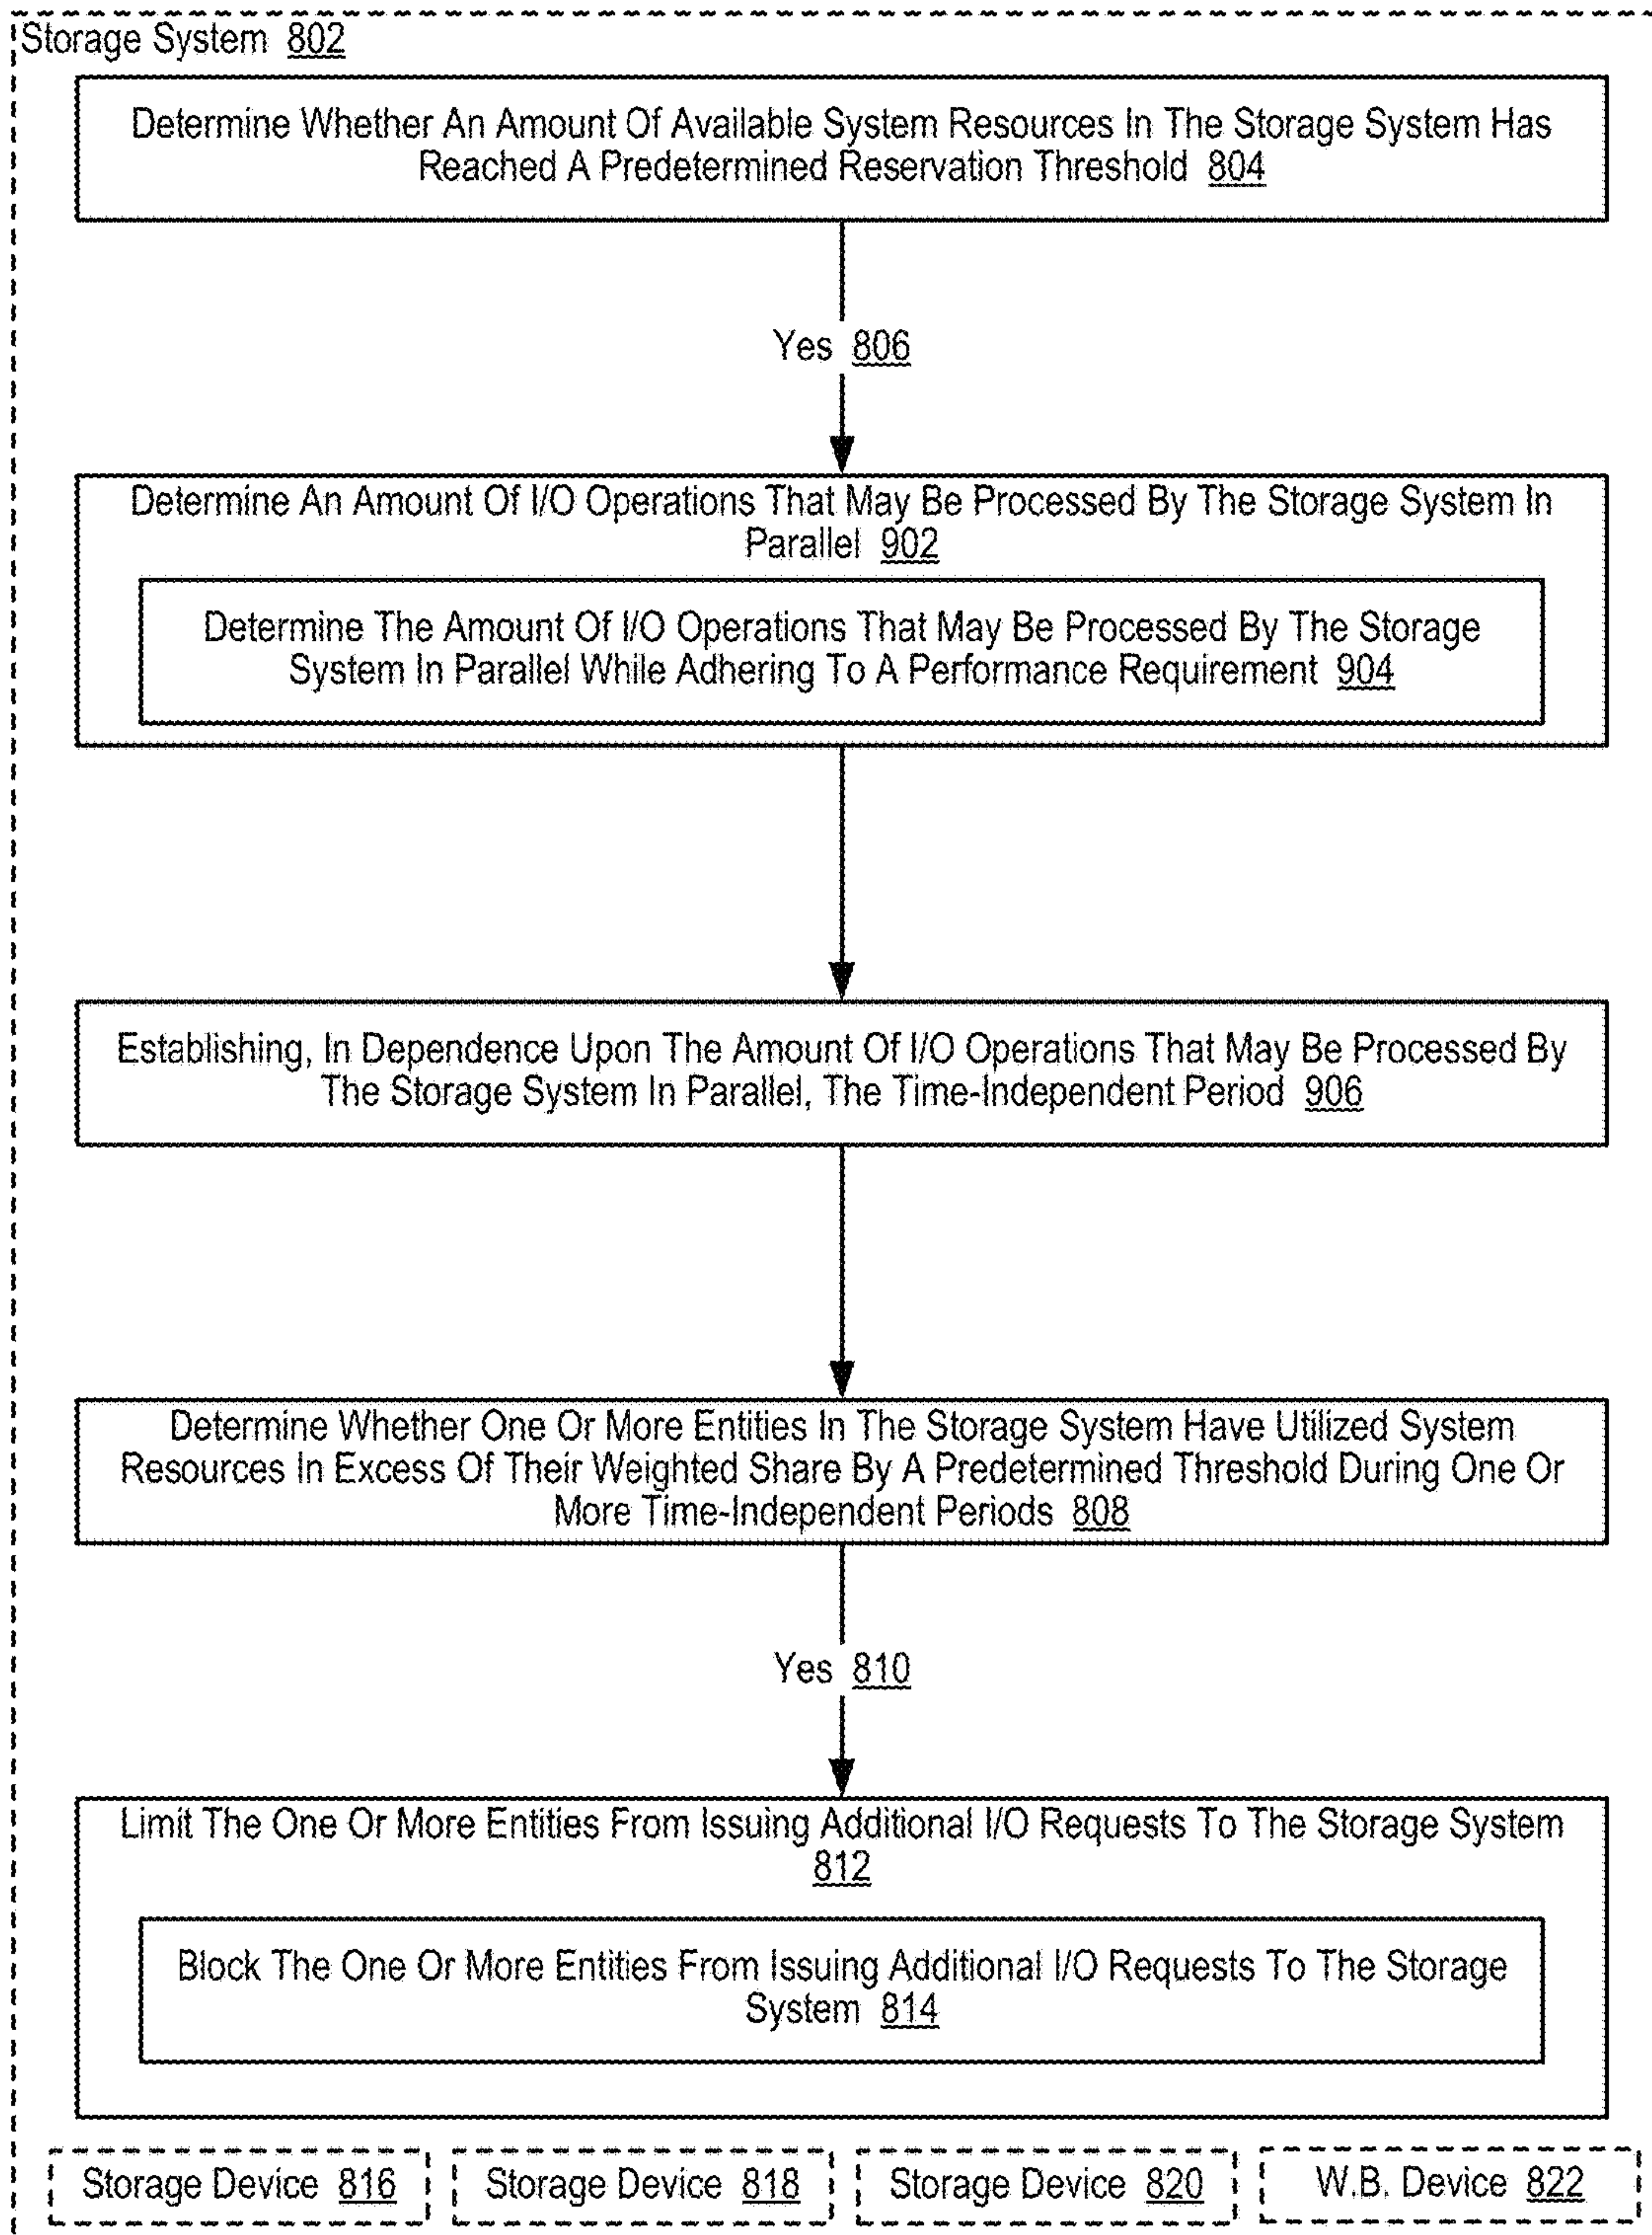 Storage System 802
Determine Whether An Amount Of Available System Resources In The Storage System Has
Reached A Predetermined Reservation Threshold 804
Yes 806
Determine An Amount Of I/O Operations That May Be Processed By The Storage System In
Parallel 902
Determine The Amount Of I/O Operations That May Be Processed By The Storage
System In Parallel While Adhering To A Performance Requirement 904
Establishing, In Dependence Upon The Amount Of I/O Operations That May Be Processed By
The Storage System In Parallel, The Time-Independent Period 906
Determine Whether One Or More Entities In The Storage System Have Utilized System
Resources In Excess Of Their Weighted Share By A Predetermined Threshold During One Or
More Time-Independent Periods 808
Yes 810
Limit The One Or More Entities From Issuing Additional I/O Requests To The Storage System
812
Block The One Or More Entities From Issuing Additional I/O Requests To The Storage
System 814
Storage Device 816
Storage Device 818
Storage Device 820
W.B. Device 822